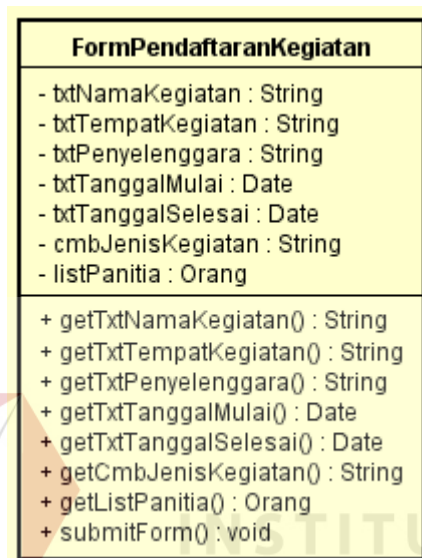 FormPendaftaranKegiatan
- txtNamaKegiatan : String
- txtTempatKegiatan : String
- txtPenyelenggara : String
- txtTanggalMulai : Date
- txtTanggalSelesai : Date
- cmbJenisKegiatan : String
- listPanitia : Orang
+ getTxtNamaKegiatan() : String
+ getTxtTempatKegiatan() : String
+ getTxtPenyelenggara() : String
+ getTxtTanggalMulai() : Date
+ getTxtTanggalSelesai() : Date
+ getCmbJenisKegiatan() : String
+ getListPanitia() : Orang
+ submitForm() : void
INSTITU